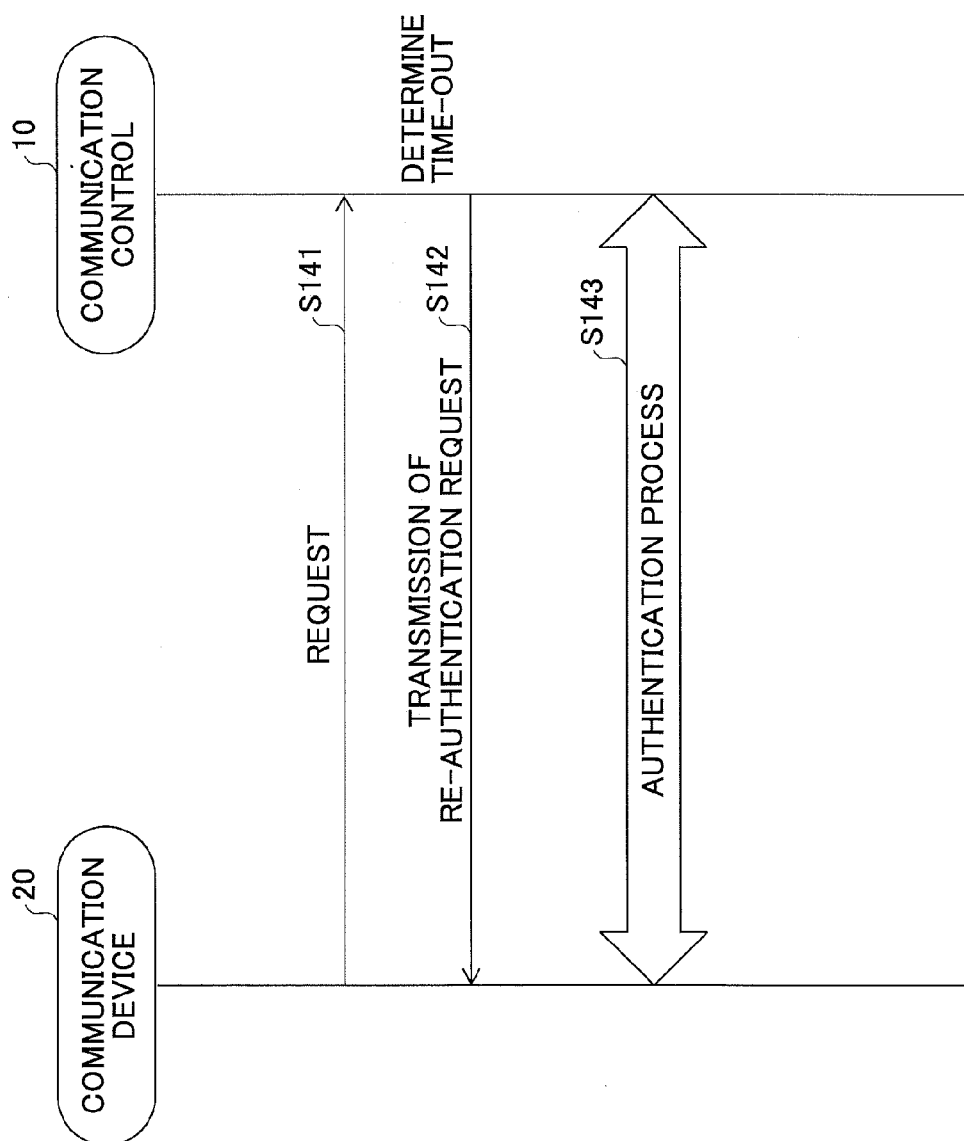 20
COMMUNICATION
DEVICE
10
COMMUNICATION
CONTROL
REQUEST
S141
DETERMINE
TIME-OUT
TRANSMISSION OF
RE-AUTHENTICATION REQUEST
S142
S143
AUTHENTICATION PROCESS